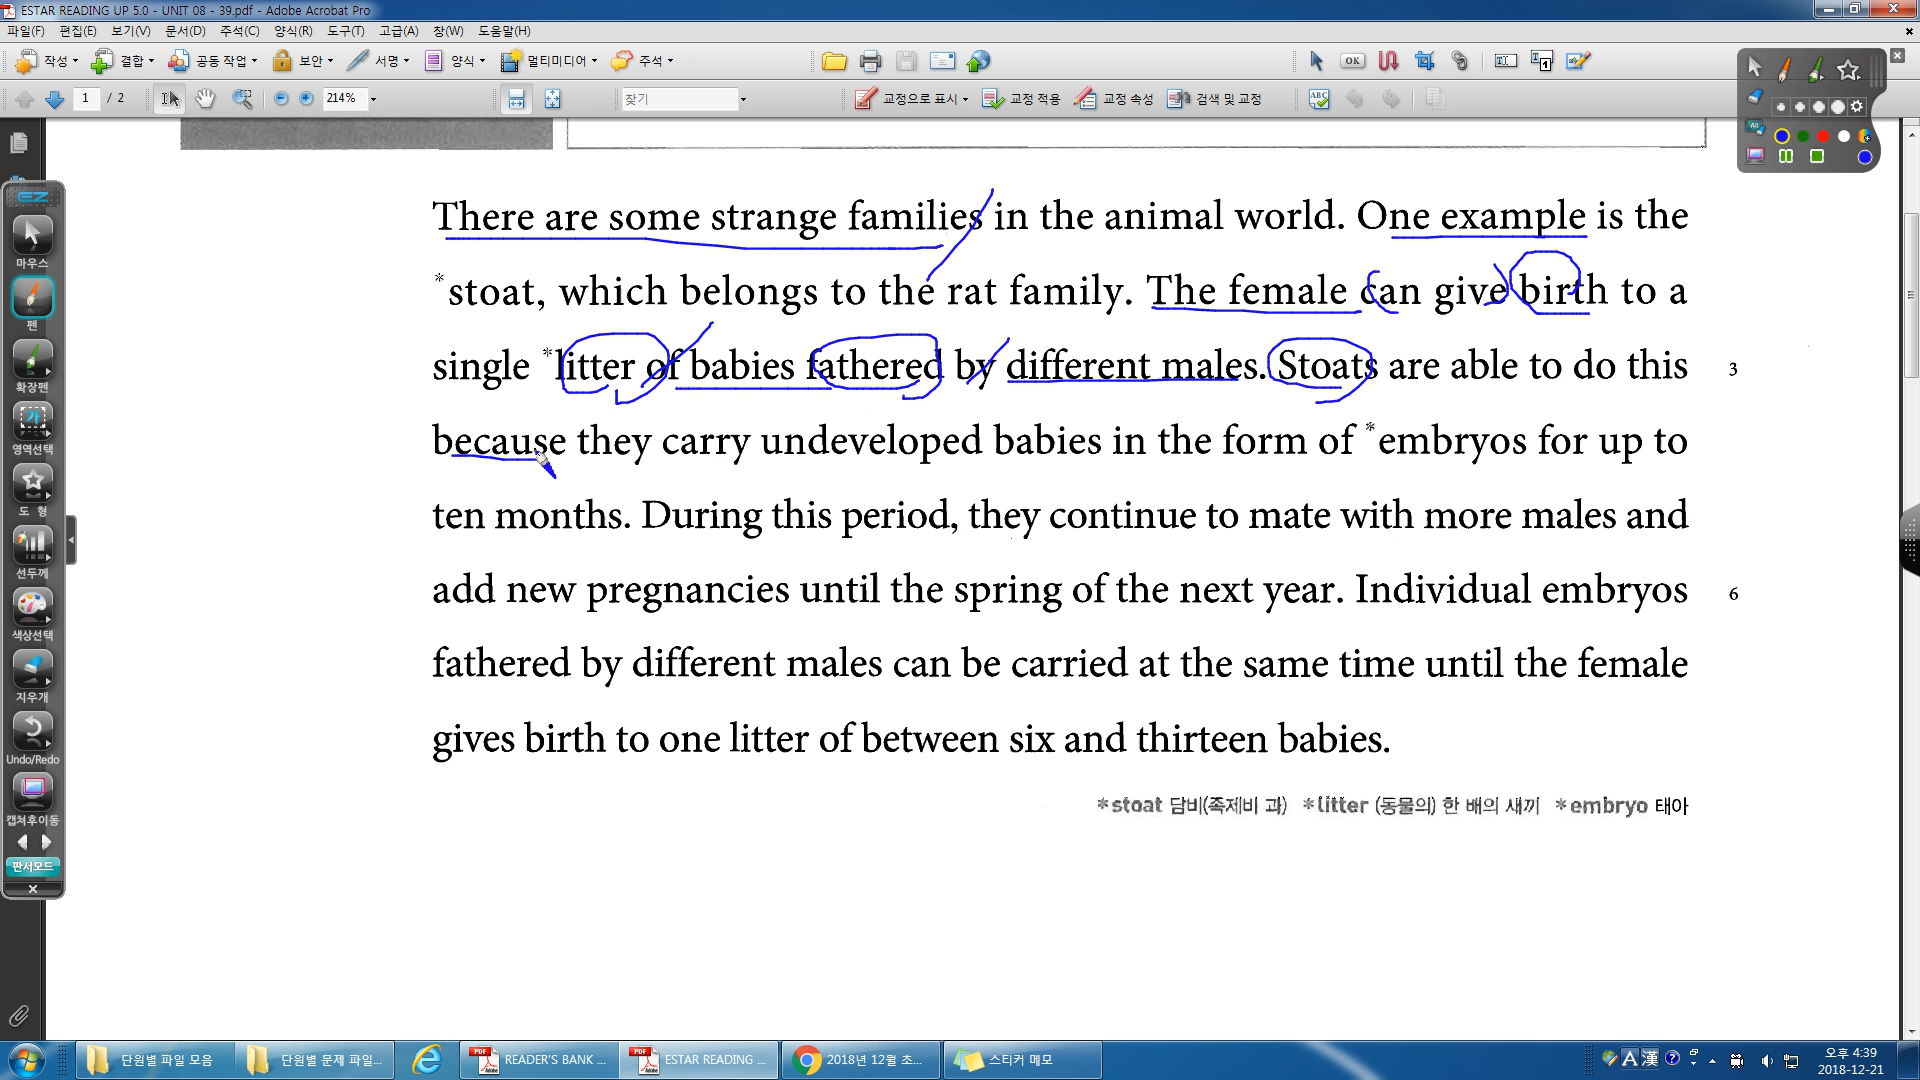 ESTAR READING UP 5.0 - UNIT 08 - 39.pdf - Adobe Acrobat Pro
파일(F) 편집(E) 보기(V) 문서(D) 주석(C) 양식(R) 도구(T) 고급(A) 창(W) 도움말(H)
작성 결합 공동 작업 보안 서명 양식 멀티미디어 주석 OK
1 / 2 214% 찾기 교정으로 표시 교정 적용 교정 속성 검색 및 교정
There are some strange families in the animal world. One example is the
*stoat, which belongs to the rat family. The female can give birth to a
single *litter of babies fathered by different males. Stoats are able to do this 3
because they carry undeveloped babies in the form of *embryos for up to
ten months. During this period, they continue to mate with more males and
add new pregnancies until the spring of the next year. Individual embryos 6
fathered by different males can be carried at the same time until the female
gives birth to one litter of between six and thirteen babies.
*stoat 담비(족제비 과) *litter (동물의) 한 배의 새끼 *embryo 태아
EZ
마우스
펜
확장펜
영역선택
도 형
선두께
색상선택
지우개
Undo/Redo
캡쳐후이동
판서모드
단원별 파일 모음 단원별 문제 파일... READER'S BANK ... ESTAR READING ... 2018년 12월 초... 스티커 메모
A 漢
오후 4:39
2018-12-21